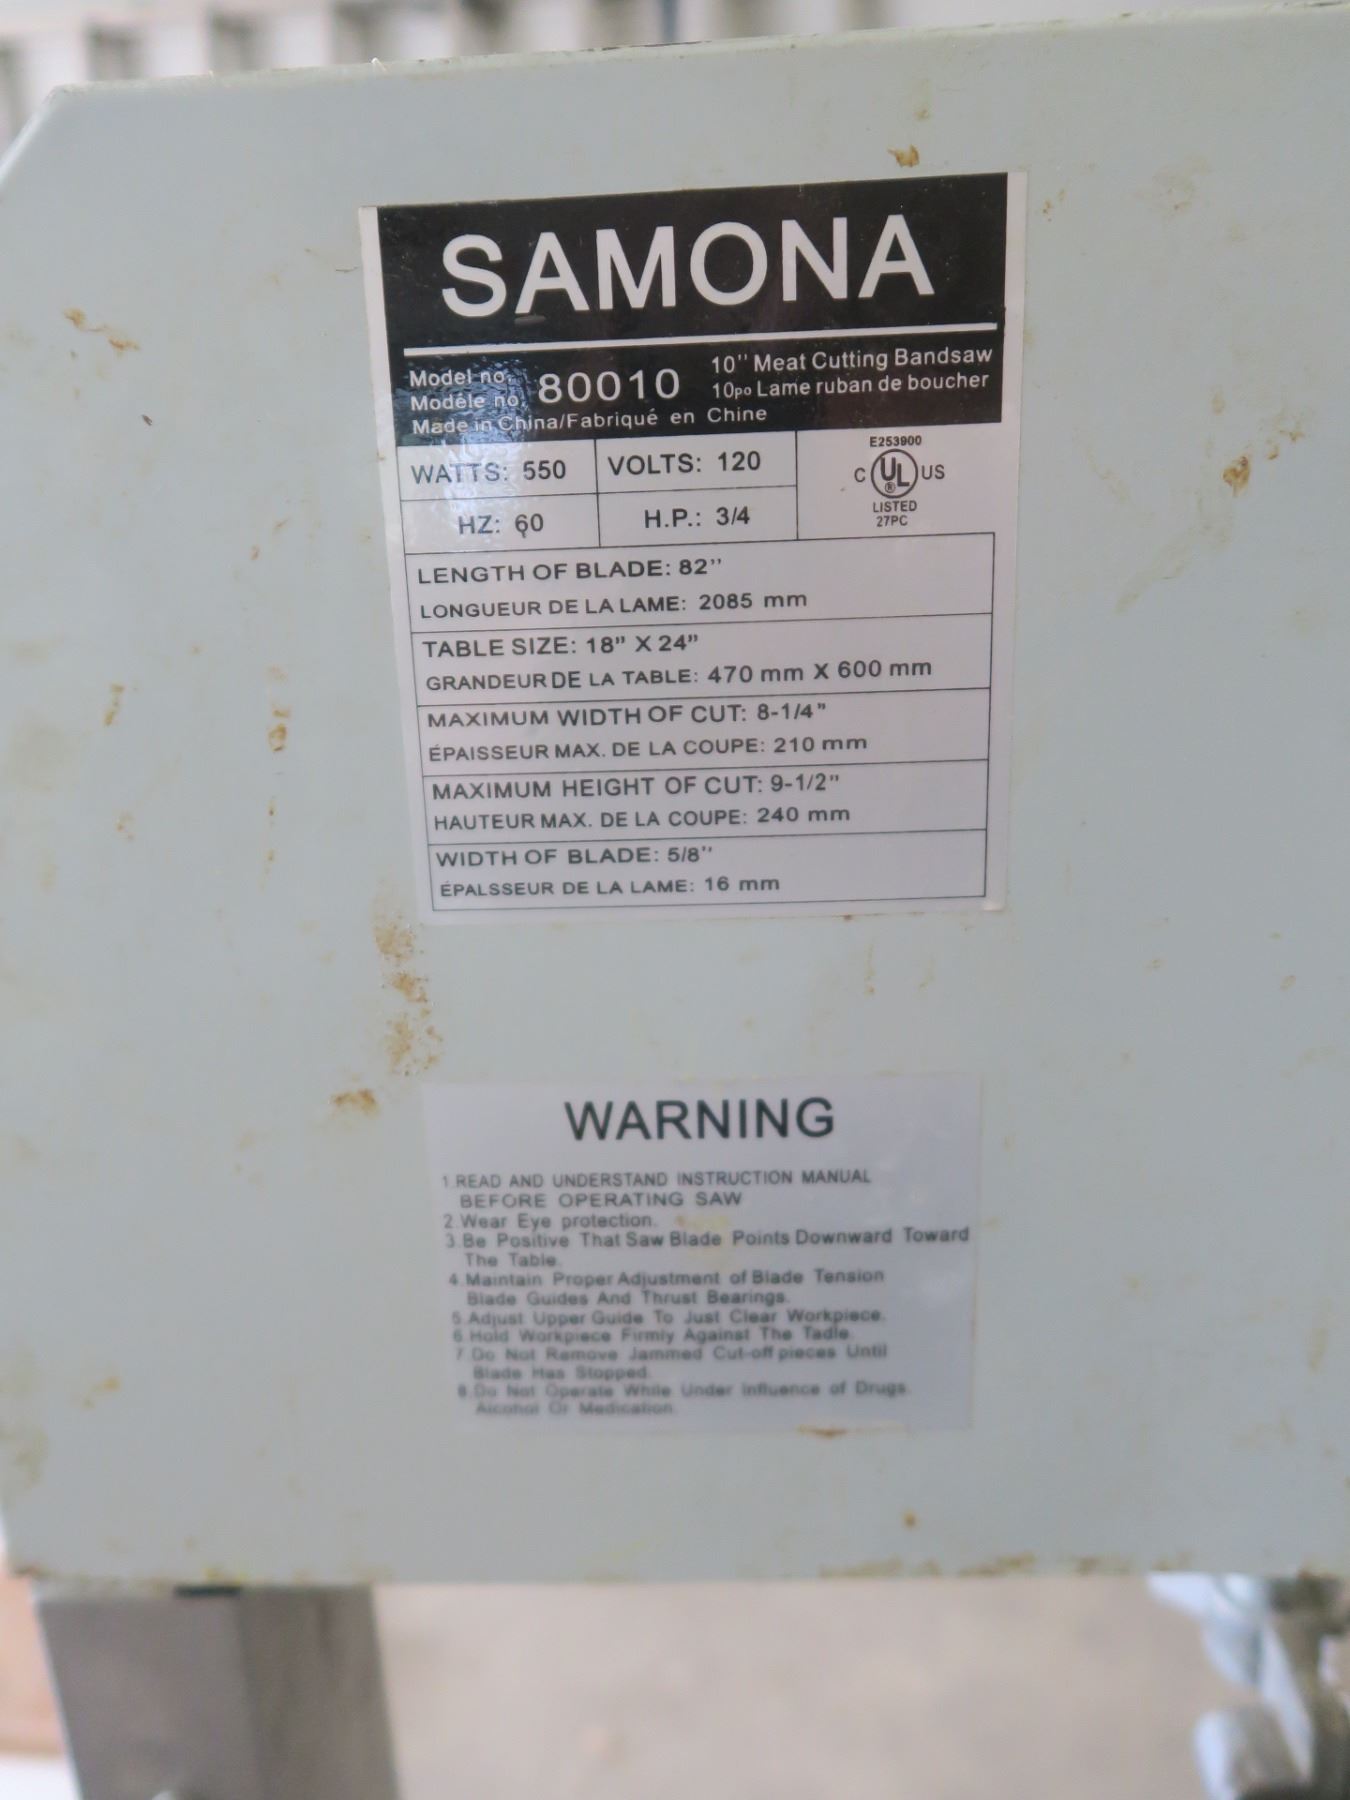 SAMONA
Model no. 80010 10" Meat Cutting Bandsaw
Modéle no. 10po Lame ruban de boucher
Made in China/Fabriqué en Chine
WATTS: 550 VOLTS: 120
HZ: 60 H.P.: 3/4
E253900
C UL ® US
LISTED
27PC
LENGTH OF BLADE: 82"
LONGUEUR DE LA LAME: 2085 mm
TABLE SIZE: 18" X 24"
GRANDEUR DE LA TABLE: 470 mm X 600 mm
MAXIMUM WIDTH OF CUT: 8-1/4"
ÉPAISSEUR MAX. DE LA COUPE: 210 mm
MAXIMUM HEIGHT OF CUT: 9-1/2"
HAUTEUR MAX. DE LA COUPE: 240 mm
WIDTH OF BLADE: 5/8"
ÉPALSSEUR DE LA LAME: 16 mm
WARNING
1.READ AND UNDERSTAND INSTRUCTION MANUAL
BEFORE OPERATING SAW
2.Wear Eye protection.
3.Be Positive That Saw Blade Points Downward Toward
The Table.
4.Maintain Proper Adjustment of Blade Tension
Blade Guides And Thrust Bearings.
5.Adjust Upper Guide To Just Clear Workpiece.
6.Hold Workpiece Firmly Against The Tadle.
7.Do Not Remove Jammed Cut-off pieces Until
Blade Has Stopped.
8.Do Not Operate While Under Influence of Drugs.
Alcohol Or Medication.